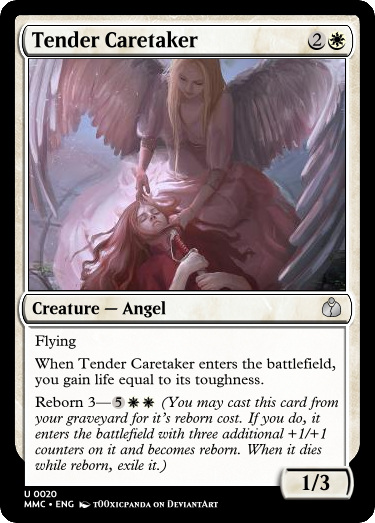 Tender Caretaker 2
Creature — Angel
Flying
When Tender Caretaker enters the battlefield,
you gain life equal to its toughness.
Reborn 3—5 (You may cast this card from
your graveyard for it's reborn cost. If you do, it
enters the battlefield with three additional +1/+1
counters on it and becomes reborn. When it dies
while reborn, exile it.)
1/3
U 0020
MMC • ENG t00xicpanda on DeviantArt